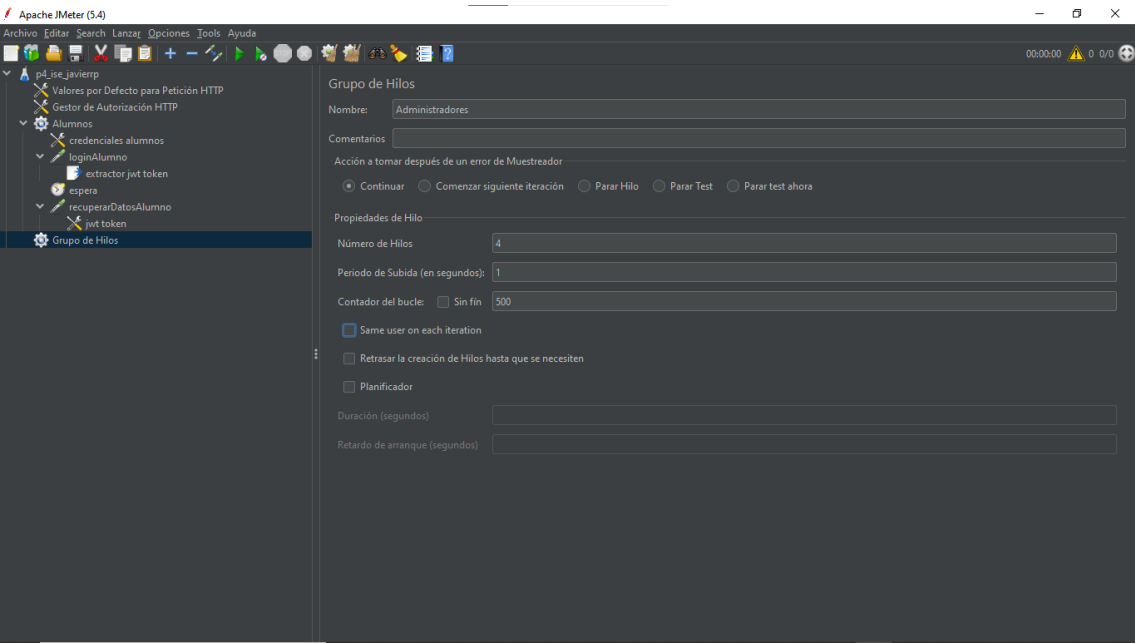 Apache JMeter (5.4)
Archivo Editar Search Lanzar Opciones Tools Ayuda
00:00:00 0 0/0
p4_ise_javierrp
Valores por Defecto para Petición HTTP
Gestor de Autorización HTTP
Alumnos
credenciales alumnos
loginAlumno
extractor jwt token
espera
recuperarDatosAlumno
jwt token
Grupo de Hilos
Grupo de Hilos
Nombre: Administradores
Comentarios
Acción a tomar después de un error de Muestreador
Continuar Comenzar siguiente iteración Parar Hilo Parar Test Parar test ahora
Propiedades de Hilo
Número de Hilos 4
Periodo de Subida (en segundos): 1
Contador del bucle: Sin fín 500
Same user on each iteration
Retrasar la creación de Hilos hasta que se necesiten
Planificador
Duración (segundos)
Retardo de arranque (segundos)